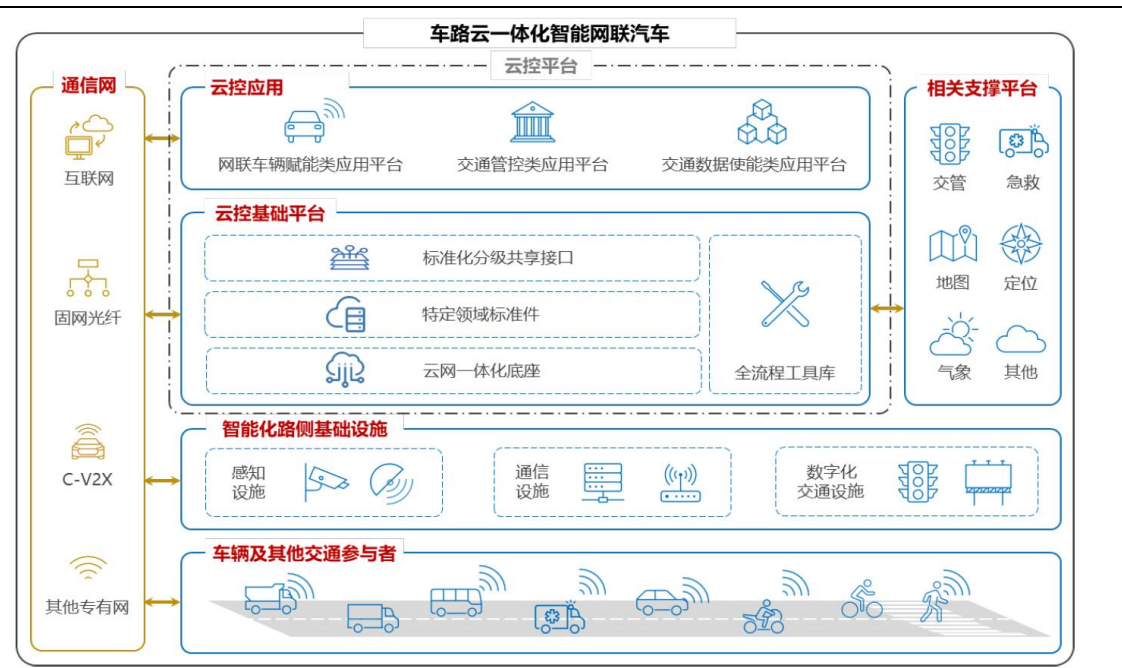 车路云一体化智能网联汽车
云控平台
通信网
互联网
固网光纤
C-V2X
其他专有网
云控应用
网联车辆赋能类应用平台
交通管控类应用平台
交通数据使能类应用平台
云控基础平台
标准化分级共享接口
特定领域标准件
云网一体化底座
全流程工具库
相关支撑平台
交管
急救
地图
定位
气象
其他
智能化路侧基础设施
感知
设施
通信
设施
数字化
交通设施
车辆及其他交通参与者